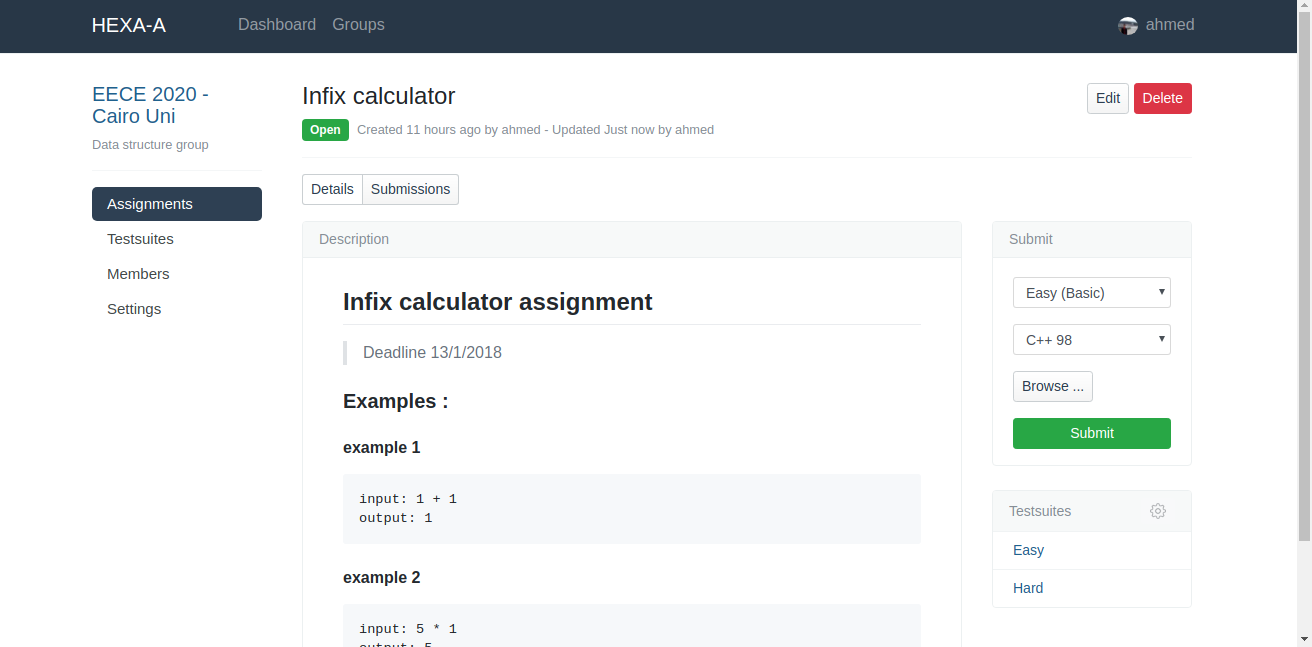 HEXA-A
Dashboard
Groups
ahmed
EECE 2020 -
Cairo Uni
Data structure group
Assignments
Testsuites
Members
Settings
Infix calculator
Edit
Delete
Open
Created 11 hours ago by ahmed - Updated Just now by ahmed
Details
Submissions
Description
Infix calculator assignment
Deadline 13/1/2018
Examples :
example 1
input: 1 + 1
output: 1
example 2
input: 5 * 1
output: 5
Submit
Easy (Basic)
C++ 98
Browse ...
Submit
Testsuites
Easy
Hard